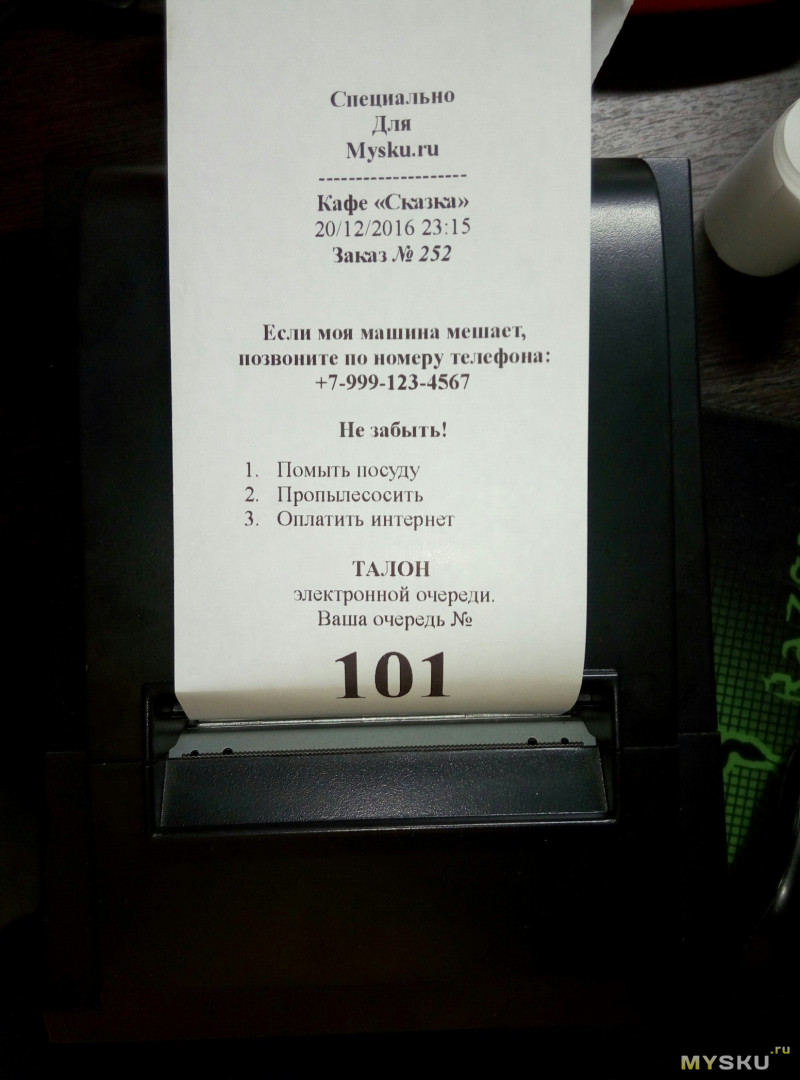 Специально
Для
Mysku.ru
--------------------
Кафе «Сказка»
20/12/2016 23:15
Заказ № 252
Если моя машина мешает,
позвоните по номеру телефона:
+7-999-123-4567
Не забыть!
1. Помыть посуду
2. Пропылесосить
3. Оплатить интернет
ТАЛОН
электронной очереди.
Ваша очередь №
101
MYSKU.ru